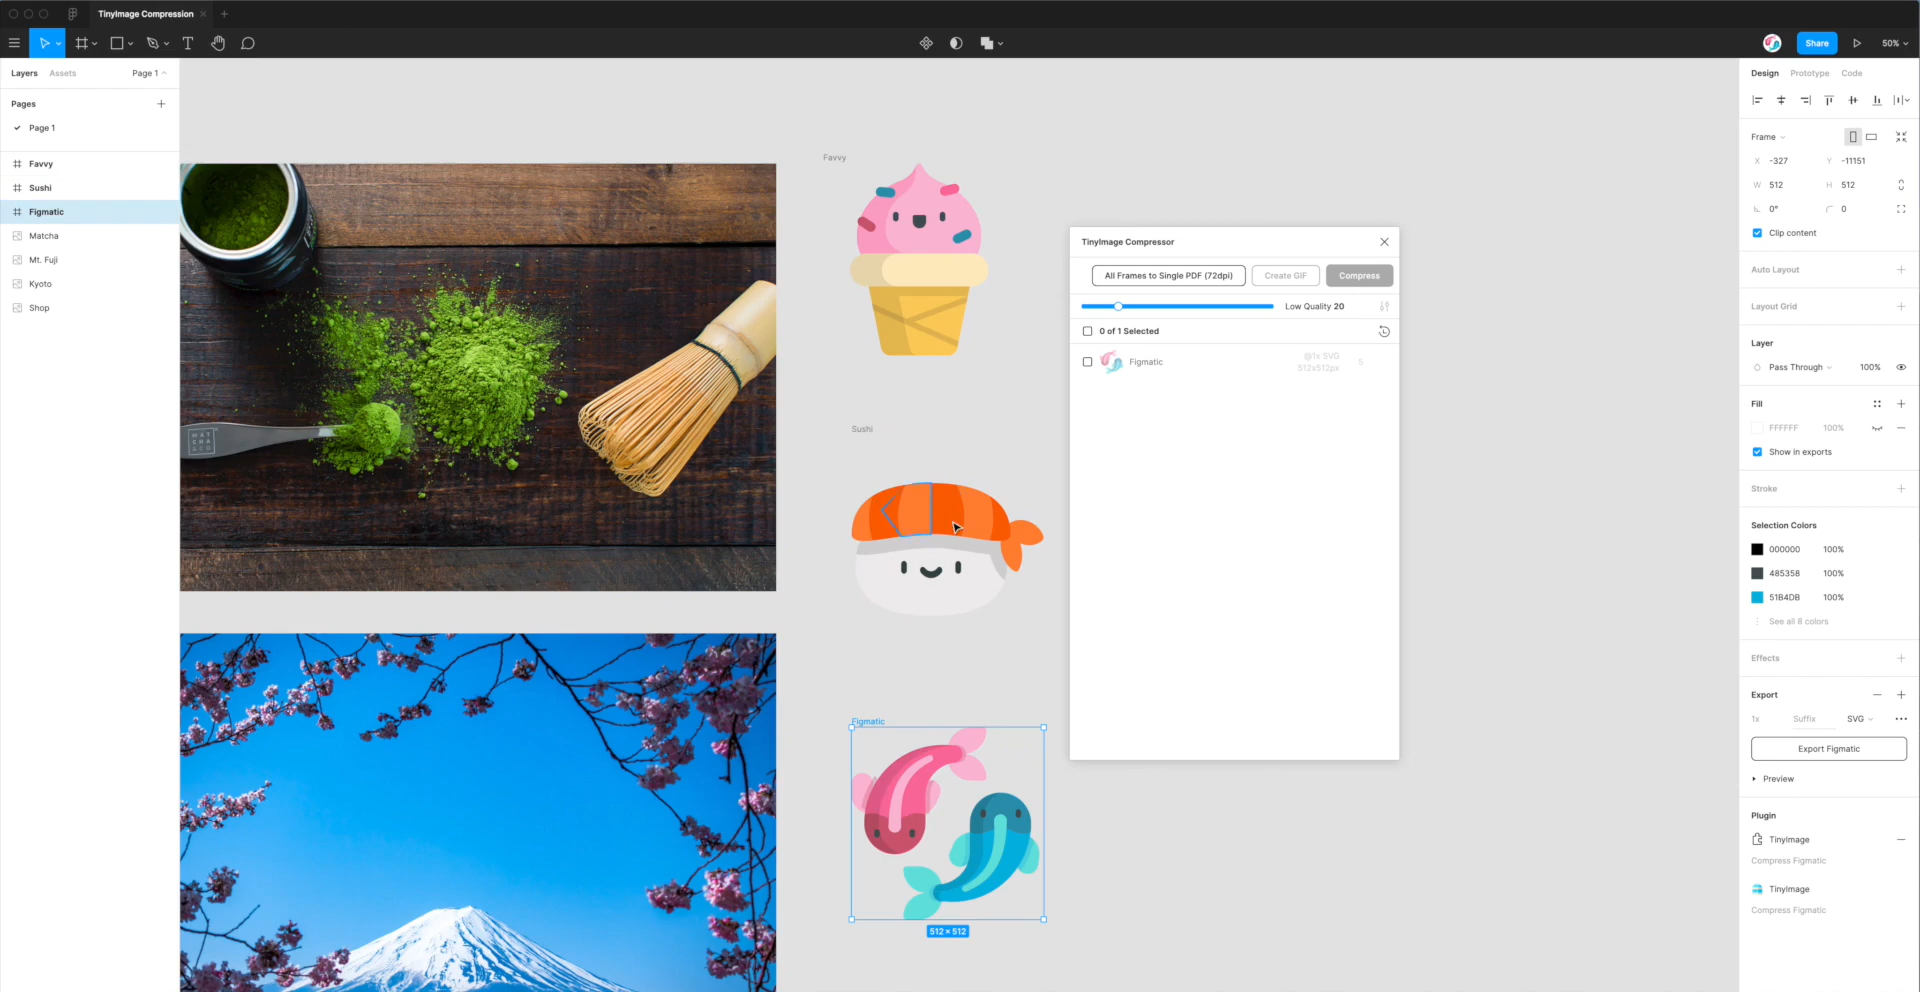 TinyImage Compression
Share
50%
Layers
Assets
Page 1
Pages
Page 1
Favvy
Sushi
Figmatic
Matcha
Mt. Fuji
Kyoto
Shop
MAT
CHA
&CO
Favvy
Sushi
Figmatic
512 × 512
TinyImage Compressor
All Frames to Single PDF (72dpi)
Create GIF
Compress
Low Quality 20
0 of 1 Selected
Figmatic
@1x SVG
512x512px
5
Design
Prototype
Code
Frame
X -327
Y -11151
W 512
H 512
0°
0
Clip content
Auto Layout
Layout Grid
Layer
Pass Through
100%
Fill
FFFFFF
100%
Show in exports
Stroke
Selection Colors
000000
100%
485358
100%
51B4DB
100%
See all 8 colors
Effects
Export
1x
Suffix
SVG
Export Figmatic
Preview
Plugin
TinyImage
Compress Figmatic
TinyImage
Compress Figmatic